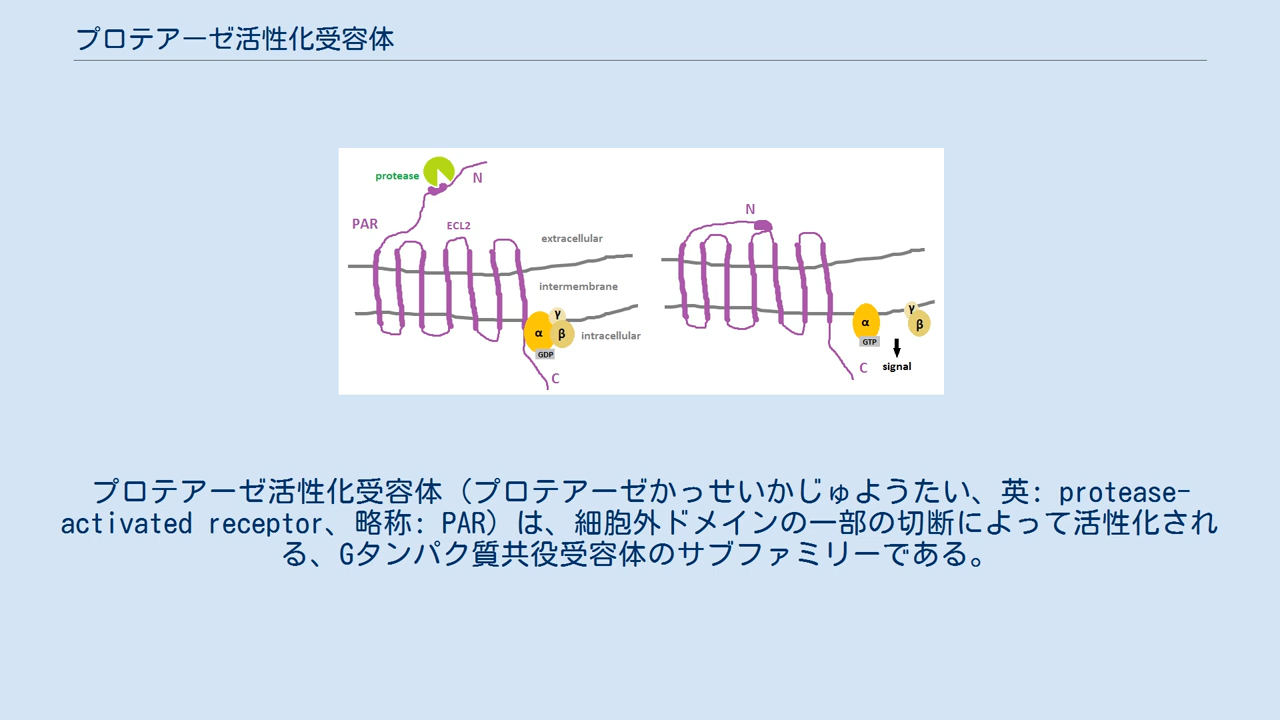 プロテアーゼ活性化受容体
protease
N
PAR
ECL2
extracellular
intermembrane
γ
α
β
intracellular
GDP
C
N
γ
α
β
GTP
C
signal
プロテアーゼ活性化受容体（プロテアーゼかっせいかじゅようたい、英: protease-
activated receptor、略称: PAR）は、細胞外ドメインの一部の切断によって活性化され
る、Gタンパク質共役受容体のサブファミリーである。